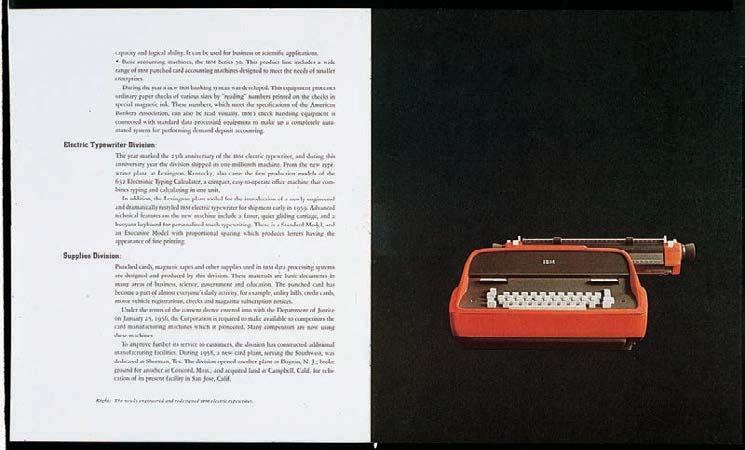 capacity and logical ability. It can be used for business or scientific applications.
• Basic accounting machines, the IBM Series 50. This product line includes a wide
range of IBM punched card accounting machines designed to meet the needs of smaller
enterprises.
During the year a new IBM banking system was developed. This equipment processes
ordinary paper checks of various sizes by "reading" numbers printed on the checks in
special magnetic ink. These numbers, which meet the specifications of the American
Bankers Association, can also be read visually. IBM's check handling equipment is
connected with standard data processing equipment to make up a completely auto-
mated system for performing demand deposit accounting.
Electric Typewriter Division:
The year marked the 25th anniversary of the IBM electric typewriter, and during this
anniversary year the division shipped its one-millionth machine. From the new type-
writer plant at Lexington, Kentucky, also came the first production models of the
632 Electronic Typing Calculator, a compact, easy-to-operate office machine that com-
bines typing and calculating in one unit.
In addition, the Lexington plant tooled for the introduction of a newly engineered
and dramatically restyled IBM electric typewriter for shipment early in 1959. Advanced
technical features on the new machine include a faster, quiet gliding carriage, and a
buoyant keyboard for personalized touch typewriting. There is a Standard Model, and
an Executive Model with proportional spacing which produces letters having the
appearance of fine printing.
Supplies Division:
Punched cards, magnetic tapes and other supplies used in IBM data processing systems
are designed and produced by this division. These materials are basic documents in
many areas of business, science, government and education. The punched card has
become a part of almost everyone's daily activity, for example, utility bills, credit cards,
motor vehicle registrations, checks and magazine subscription notices.
Under the terms of the consent decree entered into with the Department of Justice
on January 25, 1956, the Corporation is required to make available to competitors the
card manufacturing machines which it pioneered. Many competitors are now using
these machines.
To improve further its service to customers, the division has constructed additional
manufacturing facilities. During 1958, a new card plant, serving the Southwest, was
dedicated at Sherman, Tex. The division opened another plant at Dayton, N. J.; broke
ground for another at Concord, Mass.; and acquired land at Campbell, Calif. for relo-
cation of its present facility in San Jose, Calif.
Right: The newly engineered and redesigned IBM electric typewriter.
IBM